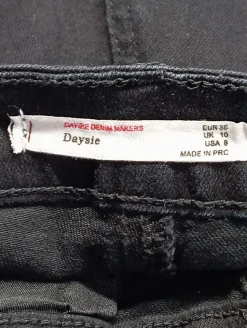 DAYSIE DENIM MAKERS
Daysie
EUR 38
UK 10
USA 8
MADE IN PRC